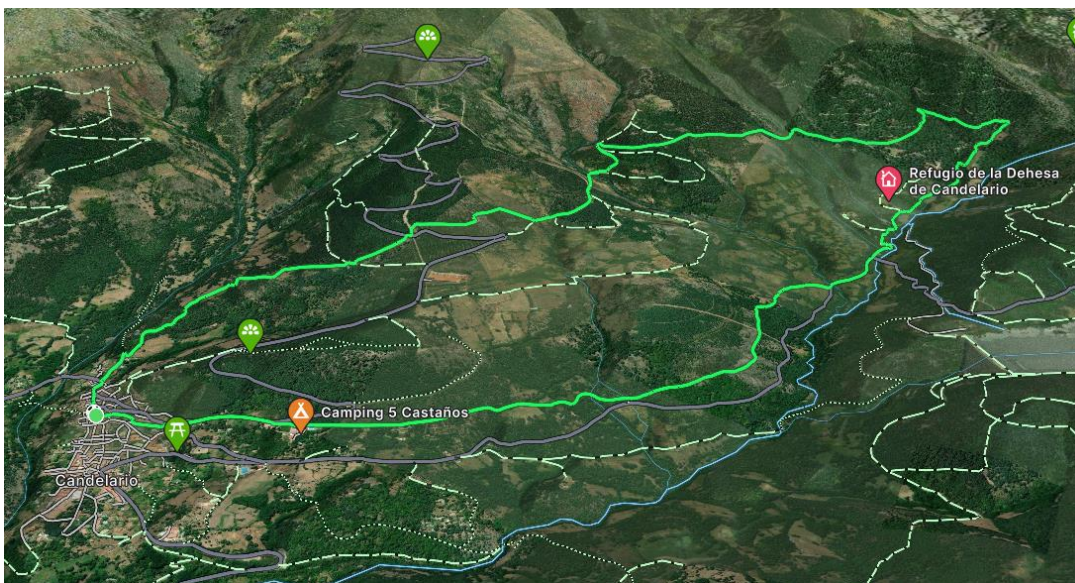 Refugio de la Dehesa
de Candelario
Camping 5 Castaños
Candelario